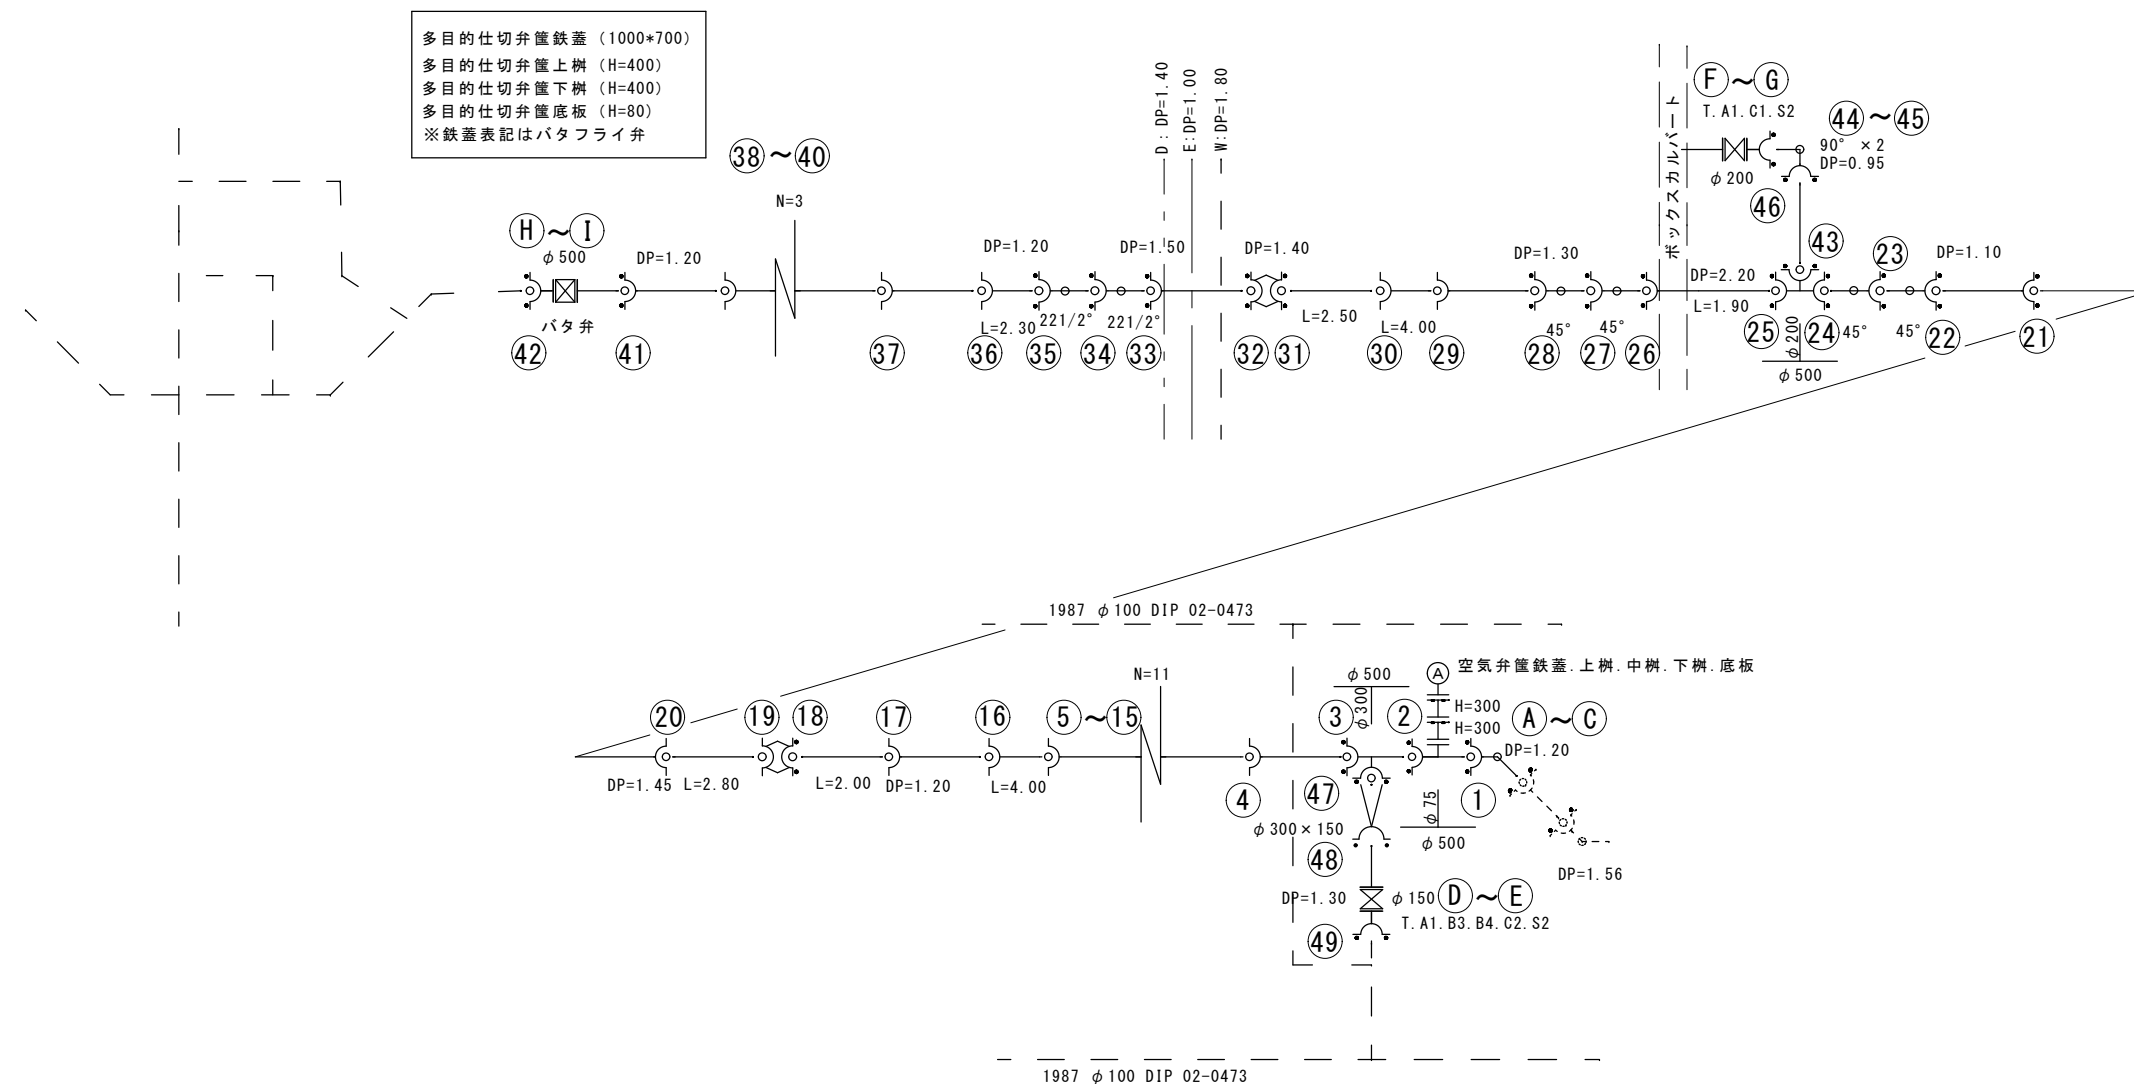 多目的仕切弁筐鉄蓋 (1000*700)
多目的仕切弁筐上桝 (H=400)
多目的仕切弁筐下桝 (H=400)
多目的仕切弁筐底板 (H=80)
※鉄蓋表記はバタフライ弁
38 ～ 40
N=3
D: DP=1.40
E:DP=1.00
W:DP=1.80
ボックスカルバート
F ～ G
T.A1.C1.S2
φ200
44 ～ 45
90° ×2
DP=0.95
46
43
23
DP=1.10
H ～ I
φ500
バタ弁
DP=1.20
DP=1.20
DP=1.50
DP=1.40
DP=1.30
DP=2.20
L=1.90
L=2.30
221/2°
221/2°
L=2.50
L=4.00
45°
45°
45°
45°
42
41
37
36
35
34
33
32
31
30
29
28
27
26
25
24
22
21
φ200
φ500
1987 φ100 DIP 02-0473
N=11
φ500
φ300
A
空気弁筐鉄蓋.上桝.中桝.下桝.底板
H=300
H=300
20
19
18
17
16
5 ～ 15
3
2
A ～ C
DP=1.20
DP=1.45
L=2.80
L=2.00
DP=1.20
L=4.00
4
47
1
φ75
φ500
φ300×150
48
DP=1.56
DP=1.30
φ150
D ～ E
T.A1.B3.B4.C2.S2
49
1987 φ100 DIP 02-0473